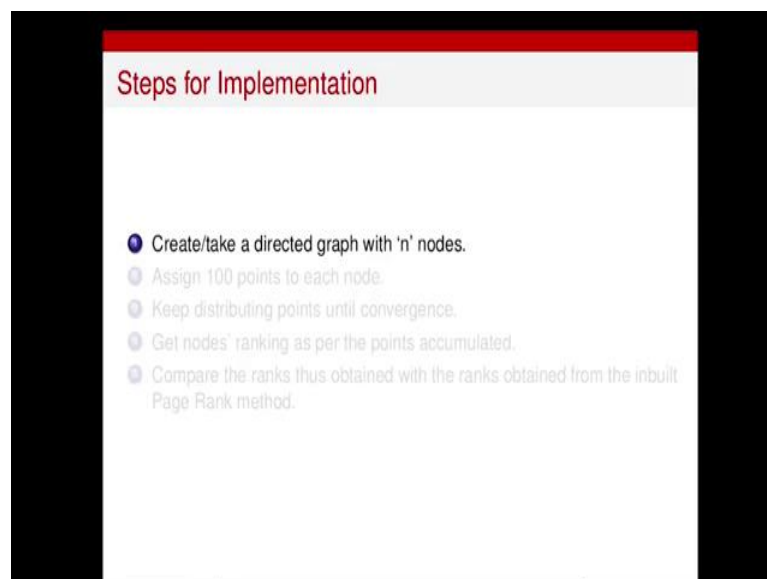 Steps for Implementation
Create/take a directed graph with 'n' nodes.
Assign 100 points to each node.
Keep distributing points until convergence.
Get nodes' ranking as per the points accumulated.
Compare the ranks thus obtained with the ranks obtained from the inbuilt
Page Rank method.